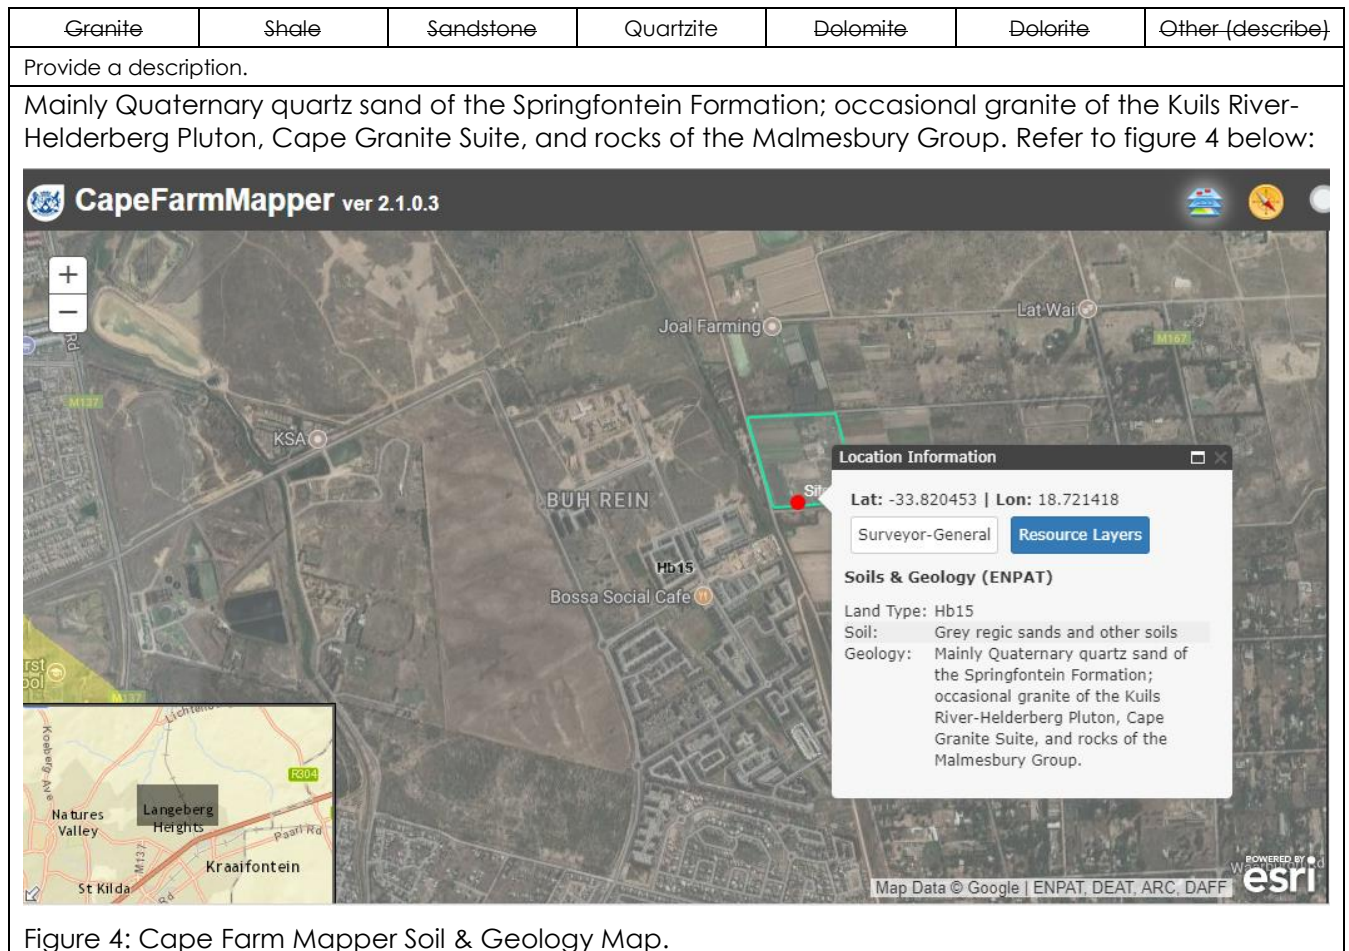 Granite Shale Sandstone Quartzite Dolomite Dolorite Other (describe)
Provide a description.
Mainly Quaternary quartz sand of the Springfontein Formation; occasional granite of the Kuils River-
Helderberg Pluton, Cape Granite Suite, and rocks of the Malmesbury Group. Refer to figure 4 below:
CapeFarmMapper ver 2.1.0.3
+
−
Rd
Lat Wai
Joal Farming
M167
M137
KSA
BUH REIN
Hb15
Bossa Social Cafe
Location Information
Lat: -33.820453 | Lon: 18.721418
Surveyor-General Resource Layers
Soils & Geology (ENPAT)
Land Type: Hb15
Soil: Grey regic sands and other soils
Geology: Mainly Quaternary quartz sand of
the Springfontein Formation;
occasional granite of the Kuils
River-Helderberg Pluton, Cape
Granite Suite, and rocks of the
Malmesbury Group.
M137
Koeberg Ave
R304
Natures
Valley
Langeberg
Heights
Paarl Rd
M137
Kraaifontein
St Kilda
Rd
POWERED BY
esri
Map Data © Google | ENPAT, DEAT, ARC, DAFF
Figure 4: Cape Farm Mapper Soil & Geology Map.